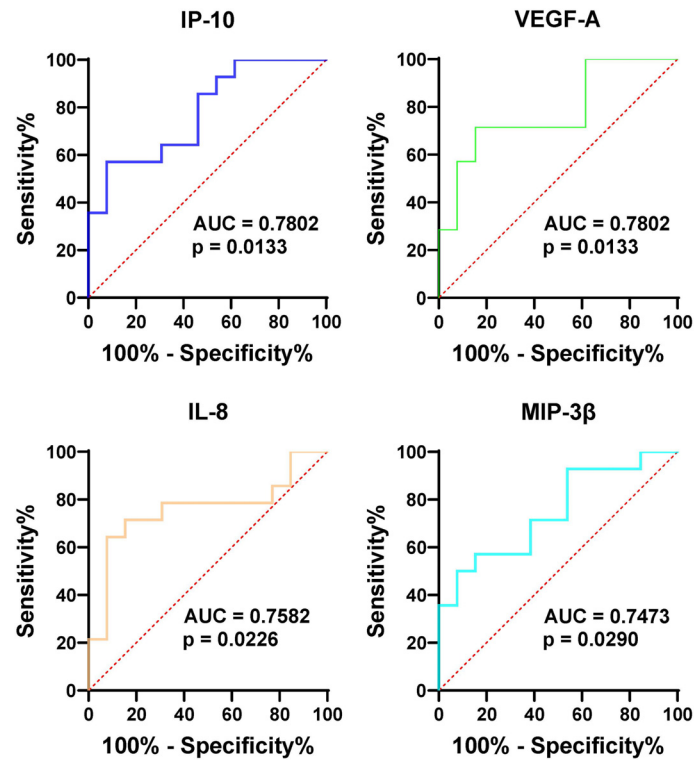 IP-10
Sensitivity%
100
80
60
40
20
0
AUC = 0.7802
p = 0.0133
0 20 40 60 80 100
100% - Specificity%
VEGF-A
Sensitivity%
100
80
60
40
20
0
AUC = 0.7802
p = 0.0133
0 20 40 60 80 100
100% - Specificity%
IL-8
Sensitivity%
100
80
60
40
20
0
AUC = 0.7582
p = 0.0226
0 20 40 60 80 100
100% - Specificity%
MIP-3β
Sensitivity%
100
80
60
40
20
0
AUC = 0.7473
p = 0.0290
0 20 40 60 80 100
100% - Specificity%